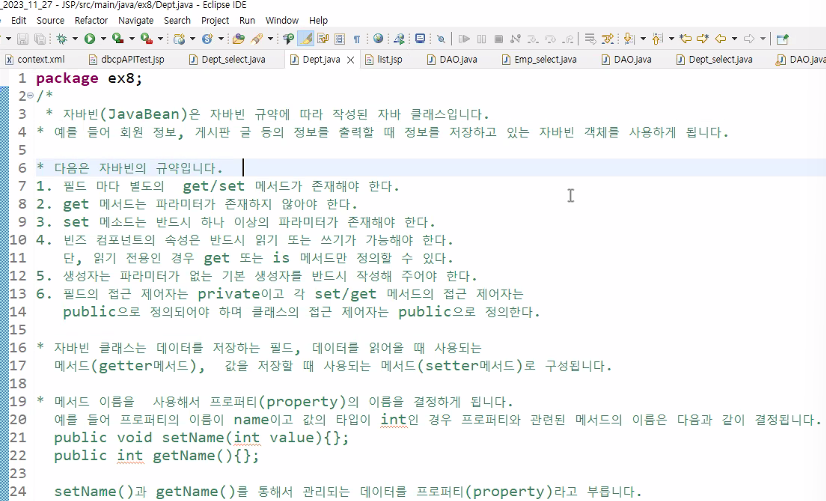 _2023_11_27 - JSP/src/main/java/ex8/Dept.java - Eclipse IDE
Edit Source Refactor Navigate Search Project Run Window Help
context.xml dbcpAPITest.jsp Dept_select.java Dept.java list.jsp DAO.java Emp_select.java DAO.java Dept_select.java DAO.java
1 package ex8;
2 /*
3 * 자바빈(JavaBean)은 자바빈 규약에 따라 작성된 자바 클래스입니다.
4 * 예를 들어 회원 정보, 게시판 글 등의 정보를 출력할 때 정보를 저장하고 있는 자바빈 객체를 사용하게 됩니다.
5
6 * 다음은 자바빈의 규약입니다.
7 1. 필드 마다 별도의 get/set 메서드가 존재해야 한다.
8 2. get 메서드는 파라미터가 존재하지 않아야 한다.
9 3. set 메소드는 반드시 하나 이상의 파라미터가 존재해야 한다.
10 4. 빈즈 컴포넌트의 속성은 반드시 읽기 또는 쓰기가 가능해야 한다.
11 단, 읽기 전용인 경우 get 또는 is 메서드만 정의할 수 있다.
12 5. 생성자는 파라미터가 없는 기본 생성자를 반드시 작성해 주어야 한다.
13 6. 필드의 접근 제어자는 private이고 각 set/get 메서드의 접근 제어자는
14 public으로 정의되어야 하며 클래스의 접근 제어자는 public으로 정의한다.
15
16 * 자바빈 클래스는 데이터를 저장하는 필드, 데이터를 읽어올 때 사용되는
17 메서드(getter메서드), 값을 저장할 때 사용되는 메서드(setter메서드)로 구성됩니다.
18
19 * 메서드 이름을 사용해서 프로퍼티(property)의 이름을 결정하게 됩니다.
20 예를 들어 프로퍼티의 이름이 name이고 값의 타입이 int인 경우 프로퍼티와 관련된 메서드의 이름은 다음과 같이 결정됩니다.
21 public void setName(int value){};
22 public int getName(){};
23
24 setName()과 getName()를 통해서 관리되는 데이터를 프로퍼티(property)라고 부릅니다.